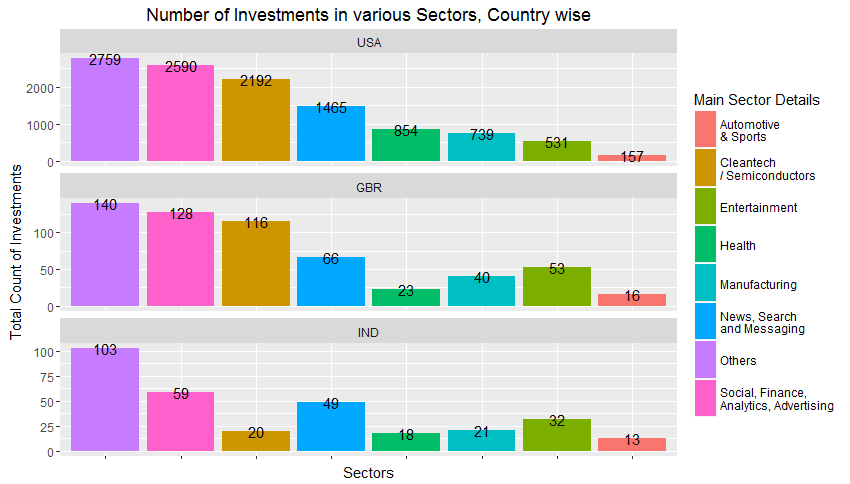 Number of Investments in various Sectors, Country wise
USA
2759 2590 2192 1465 854 739 531 157
2000
1000
0
GBR
140 128 116 66 23 40 53 16
100
50
0
IND
103 59 20 49 18 21 32 13
100
75
50
25
0
Total Count of Investments
Sectors
Main Sector Details
Automotive
& Sports
Cleantech
/ Semiconductors
Entertainment
Health
Manufacturing
News, Search
and Messaging
Others
Social, Finance,
Analytics, Advertising